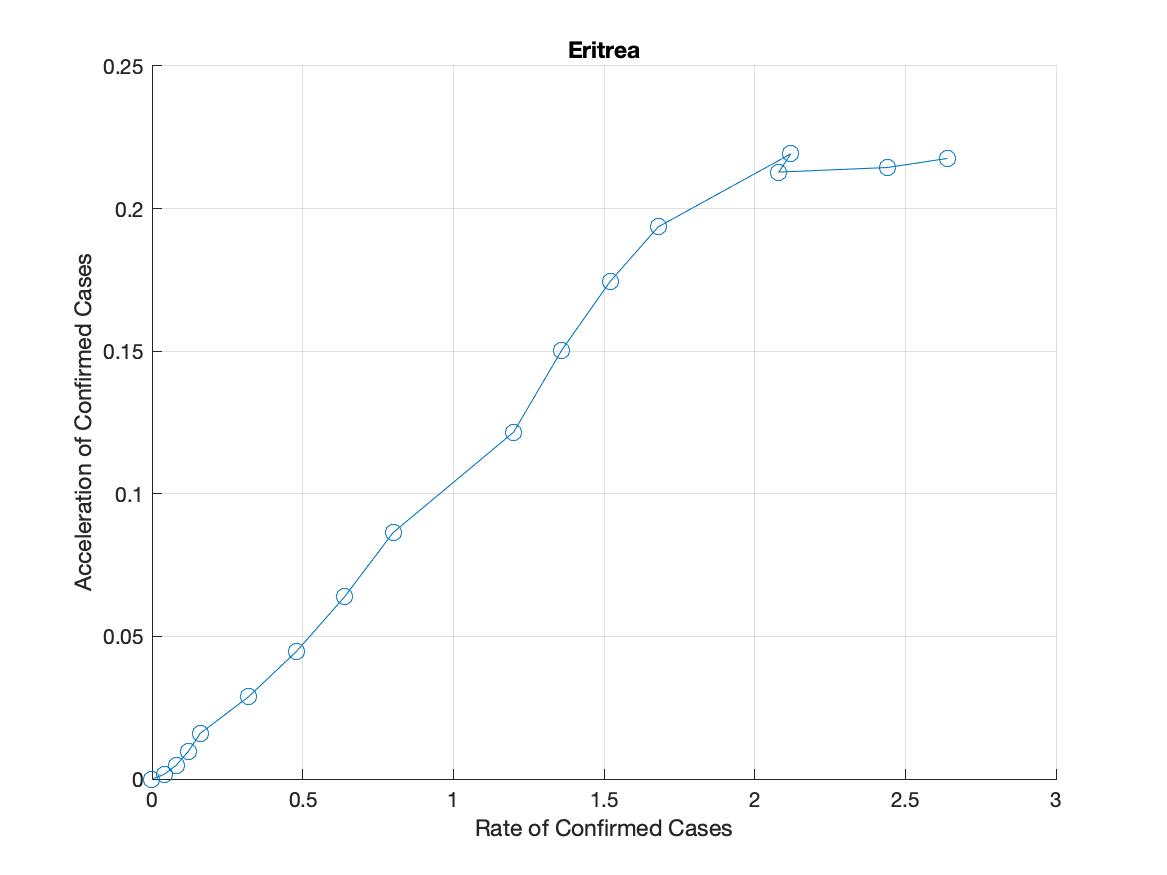 Eritrea
0.25
0.2
0.15
0.1
0.05
0
0 0.5 1 1.5 2 2.5 3
Acceleration of Confirmed Cases
Rate of Confirmed Cases